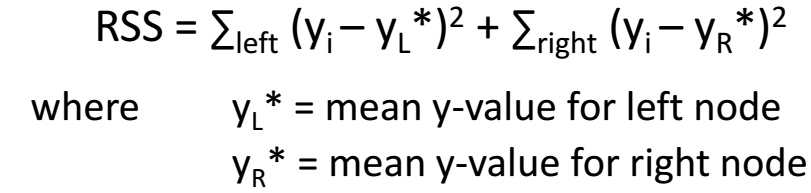 RSS = ∑left (yi – yL*)2 + ∑right (yi – yR*)2
where yL* = mean y-value for left node
yR* = mean y-value for right node